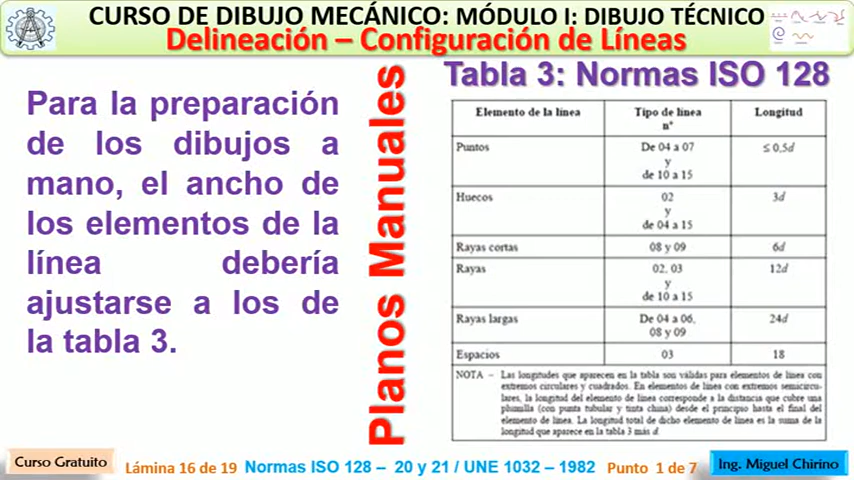 CURSO DE DIBUJO MECÁNICO: MÓDULO I: DIBUJO TÉCNICO
Delineación – Configuración de Líneas
Para la preparación
de los dibujos a
mano, el ancho de
los elementos de la
línea debería
ajustarse a los de
la tabla 3.
Planos Manuales
Tabla 3: Normas ISO 128
Elemento de la línea Tipo de línea n° Longitud
Puntos De 04 a 07 y de 10 a 15 ≤ 0,5d
Huecos 02 y de 04 a 15 3d
Rayas cortas 08 y 09 6d
Rayas 02, 03 y de 10 a 15 12d
Rayas largas De 04 a 06, 08 y 09 24d
Espacios 03 18
NOTA – Las longitudes que aparecen en la tabla son válidas para elementos de línea con
extremos circulares y cuadrados. En elementos de línea con extremos semicircu-
lares, la longitud del elemento de línea corresponde a la distancia que cubre una
plumilla (con punta tubular y tinta china) desde el principio hasta el final del
elemento de línea. La longitud total de dicho elemento de línea es la suma de la
longitud que aparece en la tabla 3 más d.
Curso Gratuito
Lámina 16 de 19 Normas ISO 128 – 20 y 21 / UNE 1032 – 1982 Punto 1 de 7
Ing. Miguel Chirino